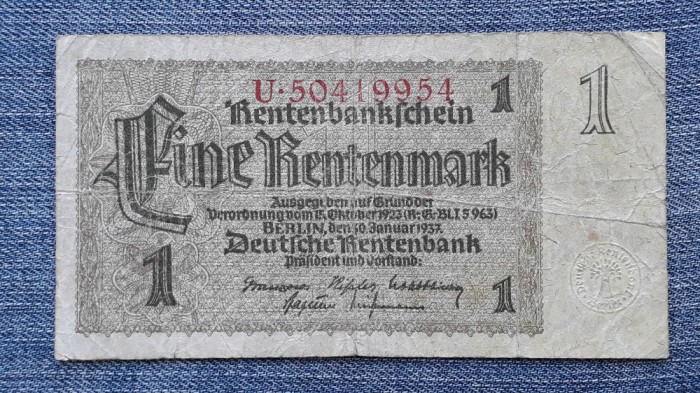 U·50419954
1
1
Rentenbankschein
Eine Rentenmark
Ausgegeben auf Grund der
Verordnung vom 15. Oktober 1923 (R.-G-Bl. I S 963)
BERLIN, den 30. Januar 1937.
Deutsche Rentenbank
Präsident und Vorstand:
1
1